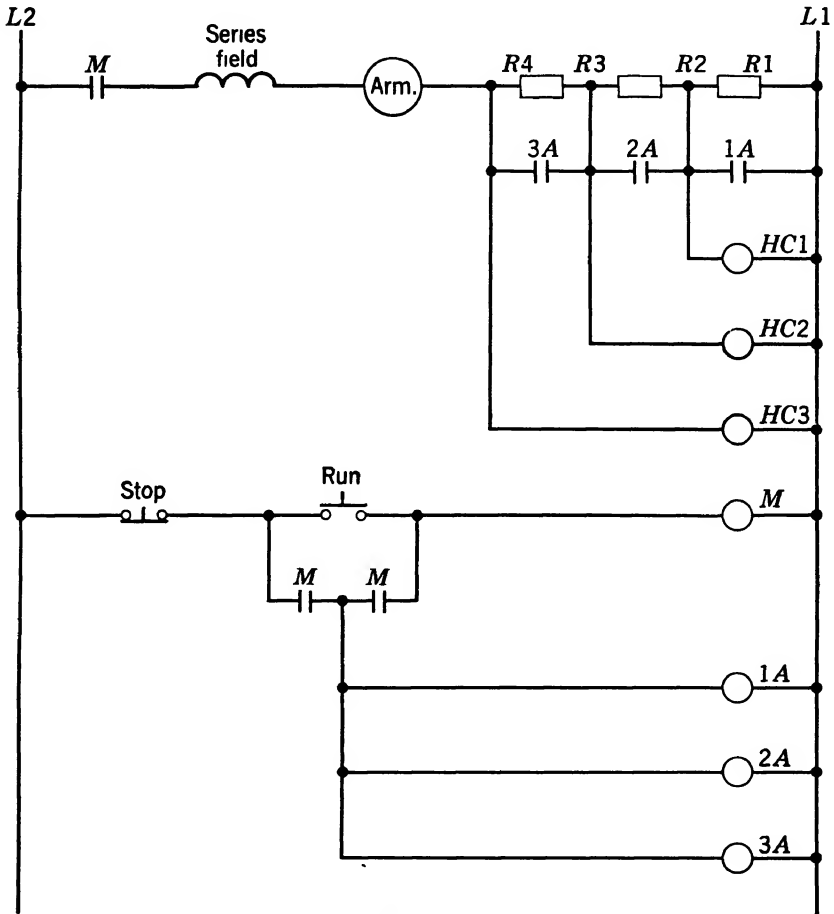 L2
L1
M
Series
field
Arm.
R4
R3
R2
R1
3A
2A
1A
HC1
HC2
HC3
Stop
Run
M
M
M
1A
2A
3A